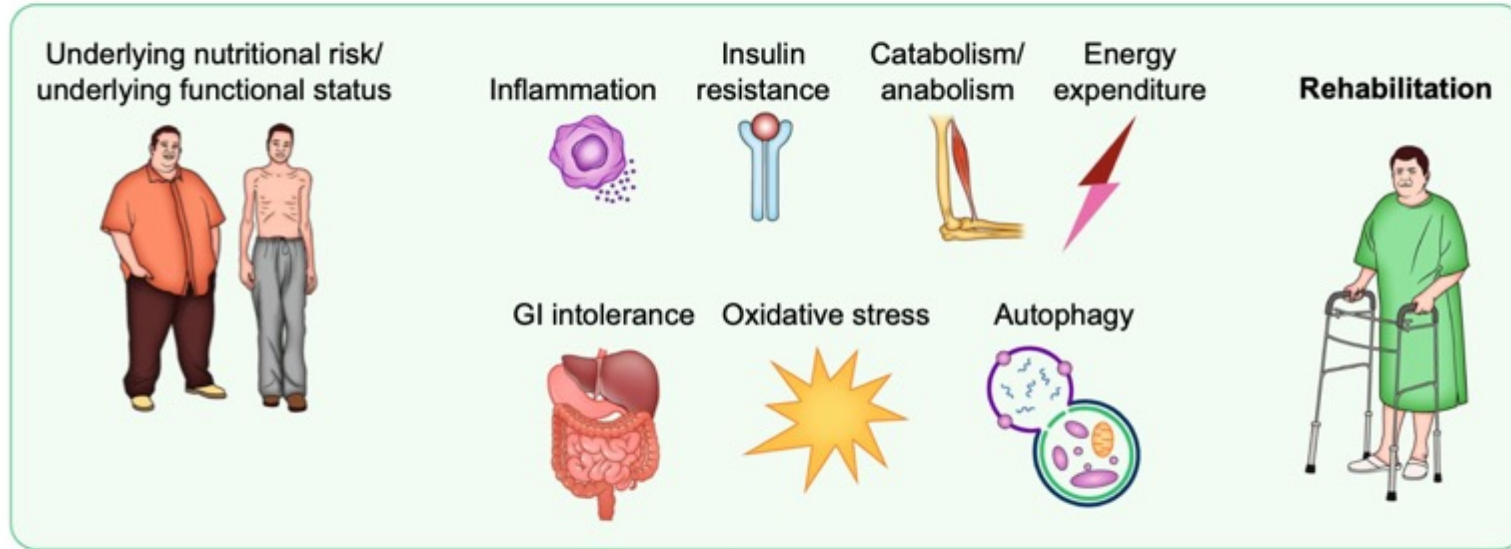 Underlying nutritional risk/
underlying functional status
Inflammation
Insulin
resistance
Catabolism/
anabolism
Energy
expenditure
Rehabilitation
GI intolerance
Oxidative stress
Autophagy